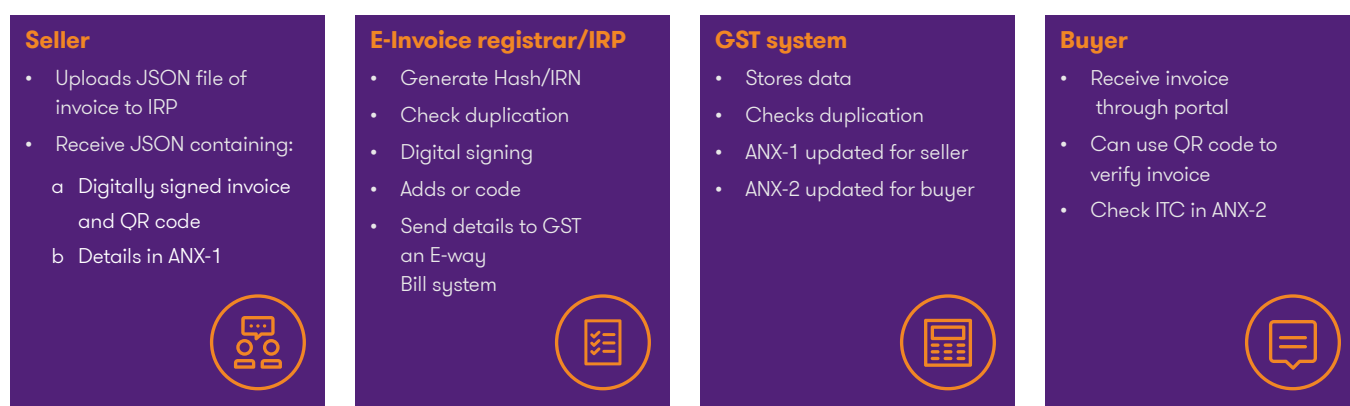 Seller
• Uploads JSON file of
invoice to IRP
• Receive JSON containing:
a Digitally signed invoice
and QR code
b Details in ANX-1
E-Invoice registrar/IRP
• Generate Hash/IRN
• Check duplication
• Digital signing
• Adds or code
• Send details to GST
an E-way
Bill system
GST system
• Stores data
• Checks duplication
• ANX-1 updated for seller
• ANX-2 updated for buyer
Buyer
• Receive invoice
through portal
• Can use QR code to
verify invoice
• Check ITC in ANX-2